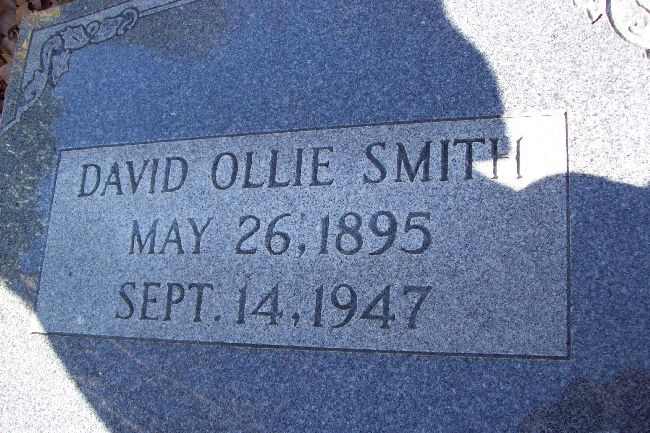 DAVID OLLIE SMITH
MAY 26, 1895
SEPT. 14, 1947